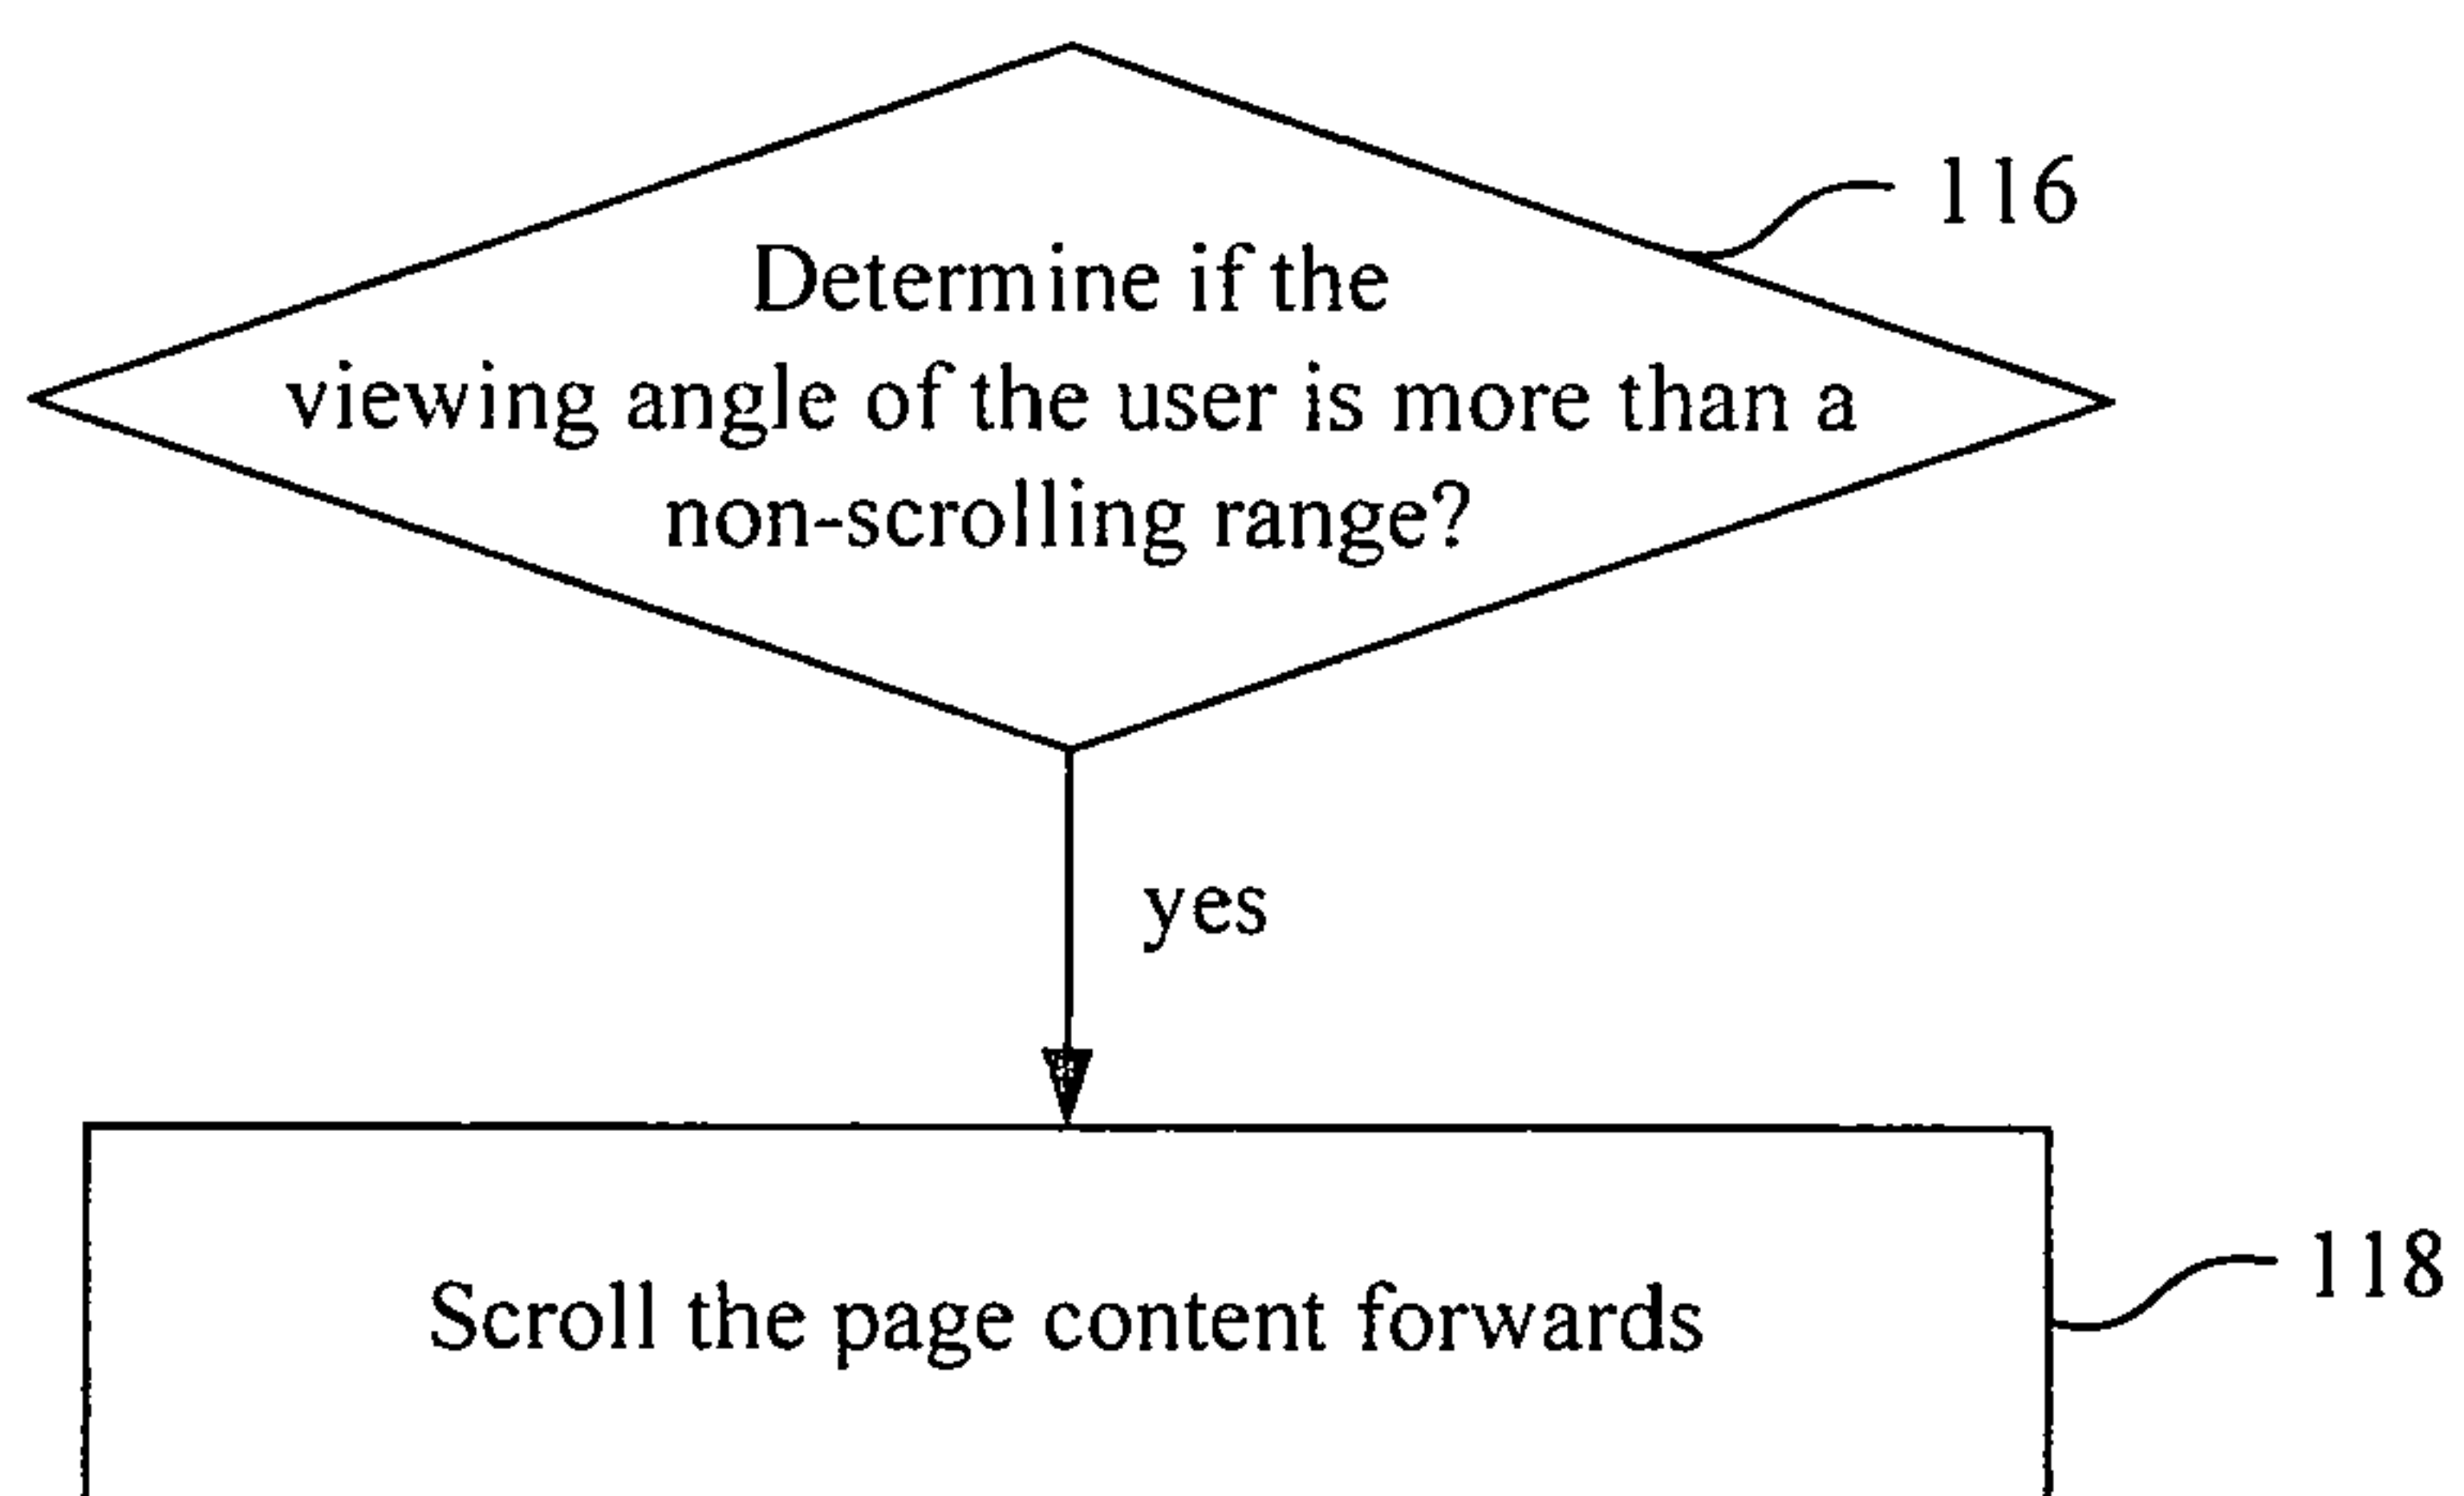 116
Determine if the
viewing angle of the user is more than a
non-scrolling range?
yes
Scroll the page content forwards
118